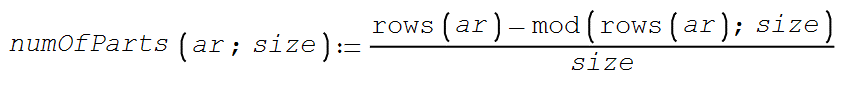 numOfParts(ar; size):= rows(ar)-mod(rows(ar); size)
size